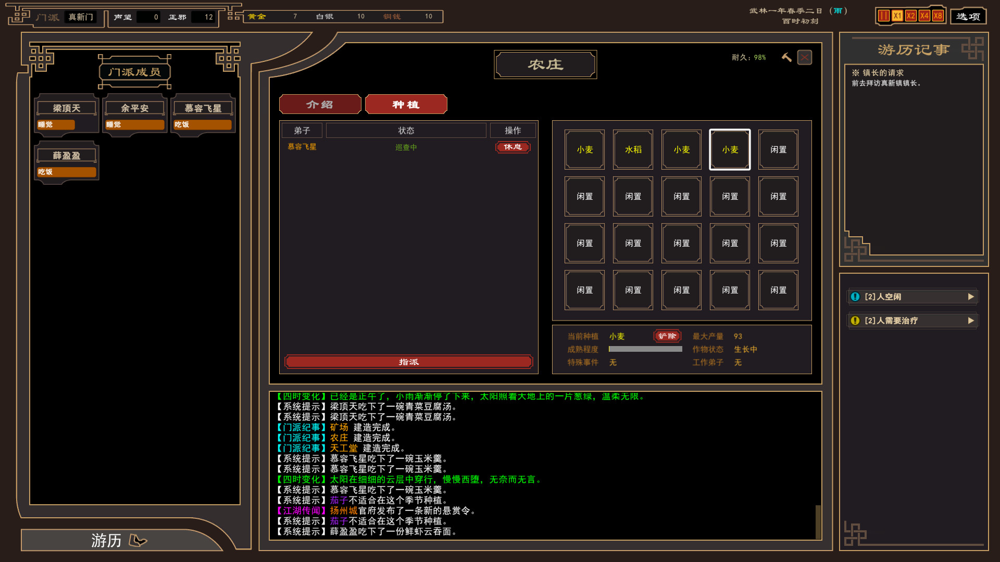 门派 真新门 声望 0 正邪 12 黄金 7 白银 10 铜钱 10
武林一年春季二日（雨）
酉时初刻
|| X1 X2 X4 X8 选项
门派成员
梁顶天 余平安 慕容飞星
睡觉 睡觉 吃饭
薛盈盈
吃饭
游历
农庄
耐久：98%
介绍 种植
弟子 状态 操作
慕容飞星 巡查中 休息
指派
小麦 水稻 小麦 小麦 闲置
闲置 闲置 闲置 闲置 闲置
闲置 闲置 闲置 闲置 闲置
闲置 闲置 闲置 闲置 闲置
当前种植 小麦 铲除 最大产量 93
成熟程度 作物状态 生长中
特殊事件 无 工作弟子 无
【四时变化】已经是正午了，小雨渐渐停了下来，太阳照着大地上的一片葱绿，温柔无限。
【系统提示】梁顶天吃下了一碗青菜豆腐汤。
【系统提示】梁顶天吃下了一碗青菜豆腐汤。
【门派纪事】矿场 建造完成。
【门派纪事】农庄 建造完成。
【门派纪事】天工堂 建造完成。
【系统提示】慕容飞星吃下了一碗玉米羹。
【系统提示】慕容飞星吃下了一碗玉米羹。
【四时变化】太阳在细细的云层中穿行，慢慢西堕，无奈而无言。
【系统提示】慕容飞星吃下了一碗玉米羹。
【系统提示】茄子不适合在这个季节种植。
【江湖传闻】扬州城官府发布了一条新的悬赏令。
【系统提示】茄子不适合在这个季节种植。
【系统提示】薛盈盈吃下了一份鲜虾云吞面。
游历记事
※ 镇长的请求
前去拜访真新镇镇长。
[2]人空闲
[2]人需要治疗